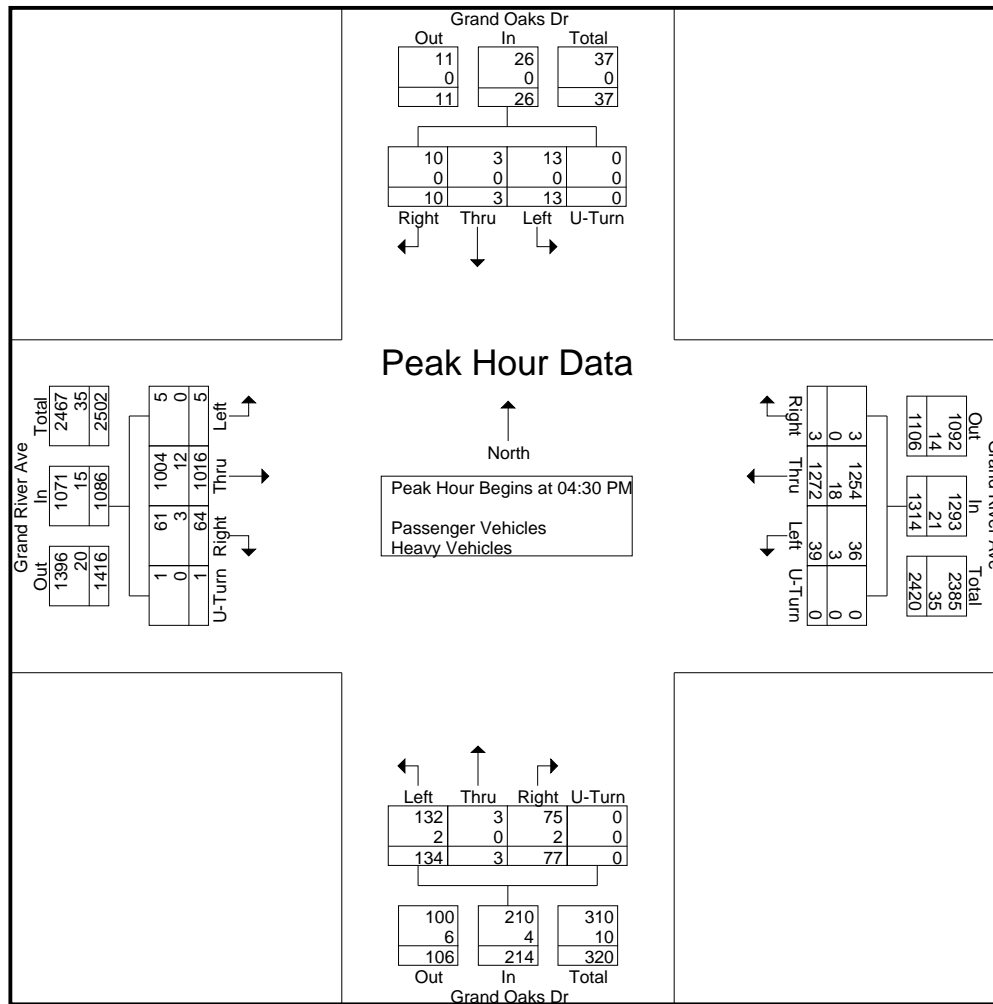 Grand Oaks Dr
Out In Total
11 26 37
0 0 0
11 26 37
10 3 13 0
0 0 0 0
10 3 13 0
Right Thru Left U-Turn
Peak Hour Data
North
Peak Hour Begins at 04:30 PM
Passenger Vehicles
Heavy Vehicles
Grand River Ave
Out In Total
1396 1071 2467
20 15 35
1416 1086 2502
1 61 1004 5
0 3 12 0
1 64 1016 5
U-Turn Right Thru Left
Grand River Ave
Out In Total
1092 1293 2385
14 21 35
1106 1314 2420
3 1254 36 0
0 18 3 0
3 1272 39 0
Right Thru Left U-Turn
Left Thru Right U-Turn
132 3 75 0
2 0 2 0
134 3 77 0
100 210 310
6 4 10
106 214 320
Out In Total
Grand Oaks Dr